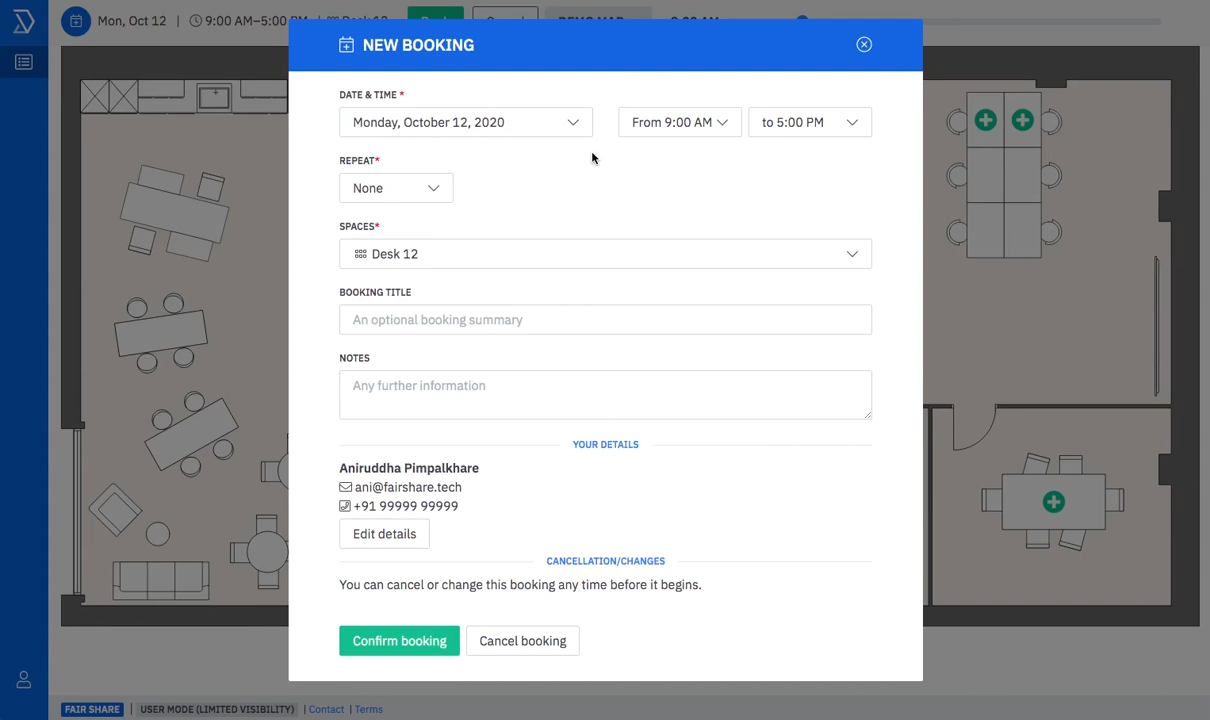 Mon, Oct 12 | 9:00 AM–5:00 PM
NEW BOOKING
DATE & TIME *
Monday, October 12, 2020
From 9:00 AM
to 5:00 PM
REPEAT*
None
SPACES*
Desk 12
BOOKING TITLE
An optional booking summary
NOTES
Any further information
YOUR DETAILS
Aniruddha Pimpalkhare
ani@fairshare.tech
+91 99999 99999
Edit details
CANCELLATION/CHANGES
You can cancel or change this booking any time before it begins.
Confirm booking
Cancel booking
FAIR SHARE | USER MODE (LIMITED VISIBILITY) | Contact | Terms